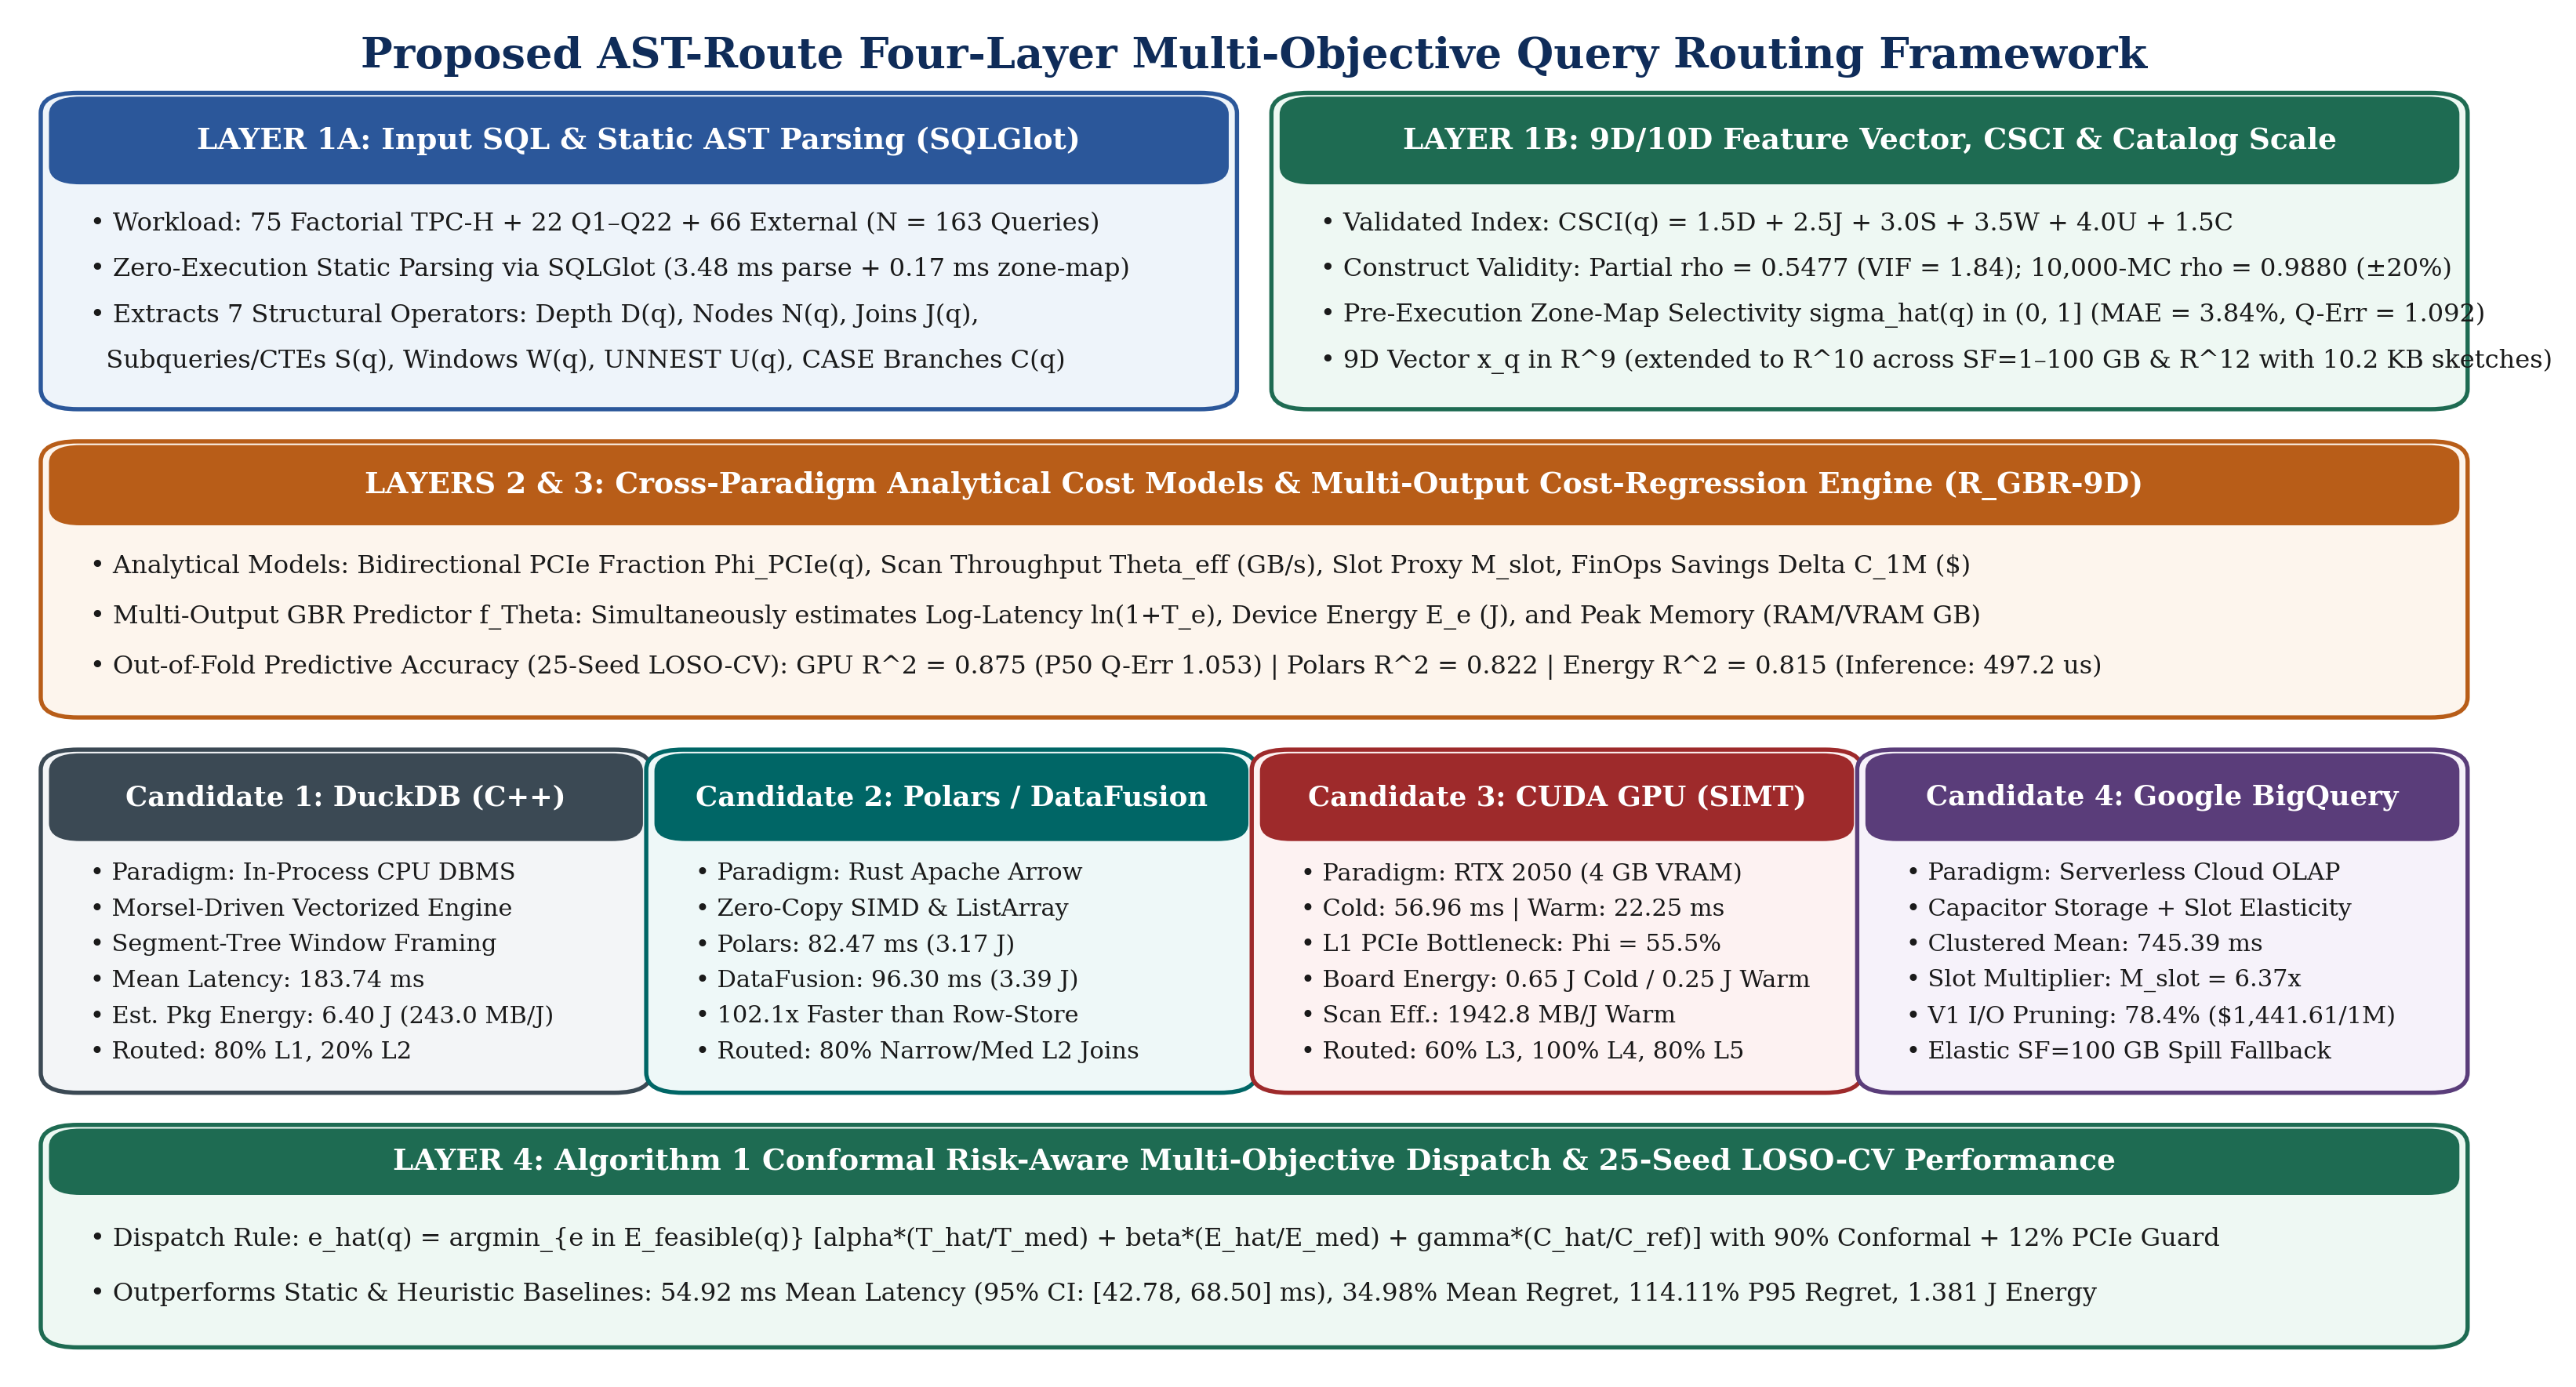 Proposed AST-Route Four-Layer Multi-Objective Query Routing Framework
LAYER 1A: Input SQL & Static AST Parsing (SQLGlot)
• Workload: 75 Factorial TPC-H + 22 Q1–Q22 + 66 External (N = 163 Queries)
• Zero-Execution Static Parsing via SQLGlot (3.48 ms parse + 0.17 ms zone-map)
• Extracts 7 Structural Operators: Depth D(q), Nodes N(q), Joins J(q),
Subqueries/CTEs S(q), Windows W(q), UNNEST U(q), CASE Branches C(q)
LAYER 1B: 9D/10D Feature Vector, CSCI & Catalog Scale
• Validated Index: CSCI(q) = 1.5D + 2.5J + 3.0S + 3.5W + 4.0U + 1.5C
• Construct Validity: Partial rho = 0.5477 (VIF = 1.84); 10,000-MC rho = 0.9880 (±20%)
• Pre-Execution Zone-Map Selectivity sigma_hat(q) in (0, 1] (MAE = 3.84%, Q-Err = 1.092)
• 9D Vector x_q in R^9 (extended to R^10 across SF=1–100 GB & R^12 with 10.2 KB sketches)
LAYERS 2 & 3: Cross-Paradigm Analytical Cost Models & Multi-Output Cost-Regression Engine (R_GBR-9D)
• Analytical Models: Bidirectional PCIe Fraction Phi_PCIe(q), Scan Throughput Theta_eff (GB/s), Slot Proxy M_slot, FinOps Savings Delta C_1M ($)
• Multi-Output GBR Predictor f_Theta: Simultaneously estimates Log-Latency ln(1+T_e), Device Energy E_e (J), and Peak Memory (RAM/VRAM GB)
• Out-of-Fold Predictive Accuracy (25-Seed LOSO-CV): GPU R^2 = 0.875 (P50 Q-Err 1.053) | Polars R^2 = 0.822 | Energy R^2 = 0.815 (Inference: 497.2 us)
Candidate 1: DuckDB (C++)
• Paradigm: In-Process CPU DBMS
• Morsel-Driven Vectorized Engine
• Segment-Tree Window Framing
• Mean Latency: 183.74 ms
• Est. Pkg Energy: 6.40 J (243.0 MB/J)
• Routed: 80% L1, 20% L2
Candidate 2: Polars / DataFusion
• Paradigm: Rust Apache Arrow
• Zero-Copy SIMD & ListArray
• Polars: 82.47 ms (3.17 J)
• DataFusion: 96.30 ms (3.39 J)
• 102.1x Faster than Row-Store
• Routed: 80% Narrow/Med L2 Joins
Candidate 3: CUDA GPU (SIMT)
• Paradigm: RTX 2050 (4 GB VRAM)
• Cold: 56.96 ms | Warm: 22.25 ms
• L1 PCIe Bottleneck: Phi = 55.5%
• Board Energy: 0.65 J Cold / 0.25 J Warm
• Scan Eff.: 1942.8 MB/J Warm
• Routed: 60% L3, 100% L4, 80% L5
Candidate 4: Google BigQuery
• Paradigm: Serverless Cloud OLAP
• Capacitor Storage + Slot Elasticity
• Clustered Mean: 745.39 ms
• Slot Multiplier: M_slot = 6.37x
• V1 I/O Pruning: 78.4% ($1,441.61/1M)
• Elastic SF=100 GB Spill Fallback
LAYER 4: Algorithm 1 Conformal Risk-Aware Multi-Objective Dispatch & 25-Seed LOSO-CV Performance
• Dispatch Rule: e_hat(q) = argmin_{e in E_feasible(q)} [alpha*(T_hat/T_med) + beta*(E_hat/E_med) + gamma*(C_hat/C_ref)] with 90% Conformal + 12% PCIe Guard
• Outperforms Static & Heuristic Baselines: 54.92 ms Mean Latency (95% CI: [42.78, 68.50] ms), 34.98% Mean Regret, 114.11% P95 Regret, 1.381 J Energy